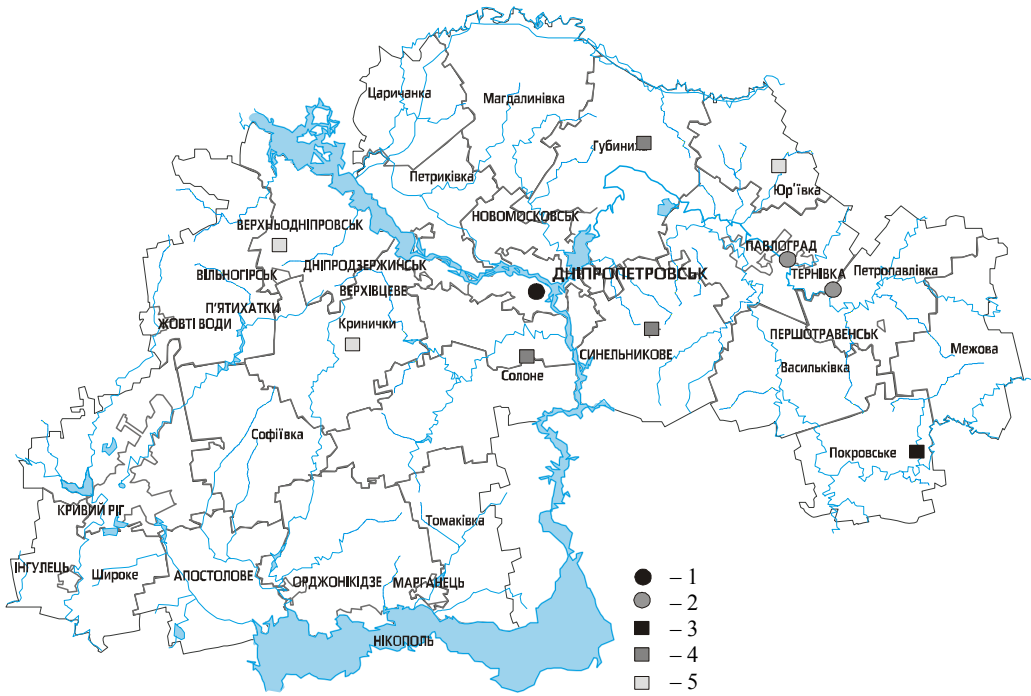 Царичанка
Магдалинівка
Губиниха
Петриківка
Юр'ївка
НОВОМОСКОВСЬК
ВЕРХНЬОДНІПРОВСЬК
ПАВЛОГРАД
ДНІПРОДЗЕРЖИНСЬК
ДНІПРОПЕТРОВСЬК
ВІЛЬНОГІРСЬК
ТЕРНІВКА
Петропавлівка
ВЕРХІВЦЕВЕ
П'ЯТИХАТКИ
ЖОВТІ ВОДИ
Кринички
ПЕРШОТРАВЕНСЬК
СИНЕЛЬНИКОВЕ
Межова
Солоне
Васильківка
Софіївка
Покровське
КРИВИЙ РІГ
Томаківка
ІНГУЛЕЦЬ
Широке
АПОСТОЛОВЕ
ОРДЖОНІКІДЗЕ
МАРГАНЕЦЬ
НІКОПОЛЬ
– 1
– 2
– 3
– 4
– 5